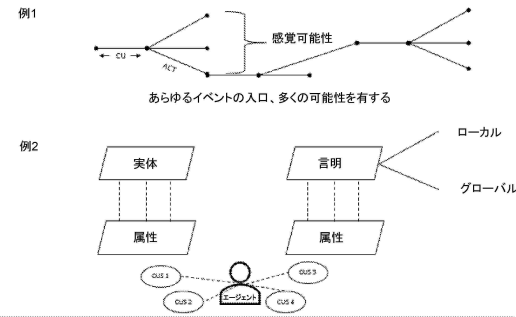 例1
感覚可能性
CU
ACT
あらゆるイベントの入口、多くの可能性を有する
例2
実体
言明
ローカル
グローバル
属性
属性
CUS 1
CUS 2
エージェント
CUS 3
CUS 4